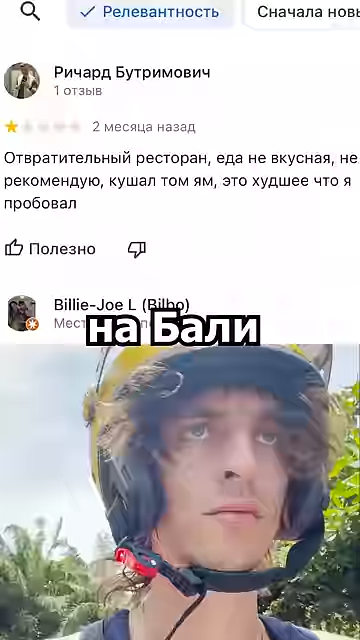 Релевантность
Сначала новы
Ричард Бутримович
1 отзыв
2 месяца назад
Отвратительный ресторан, еда не вкусная, не
рекомендую, кушал том ям, это худшее что я
пробовал
Полезно
Billie-Joe L (Bilbo)
на Бали